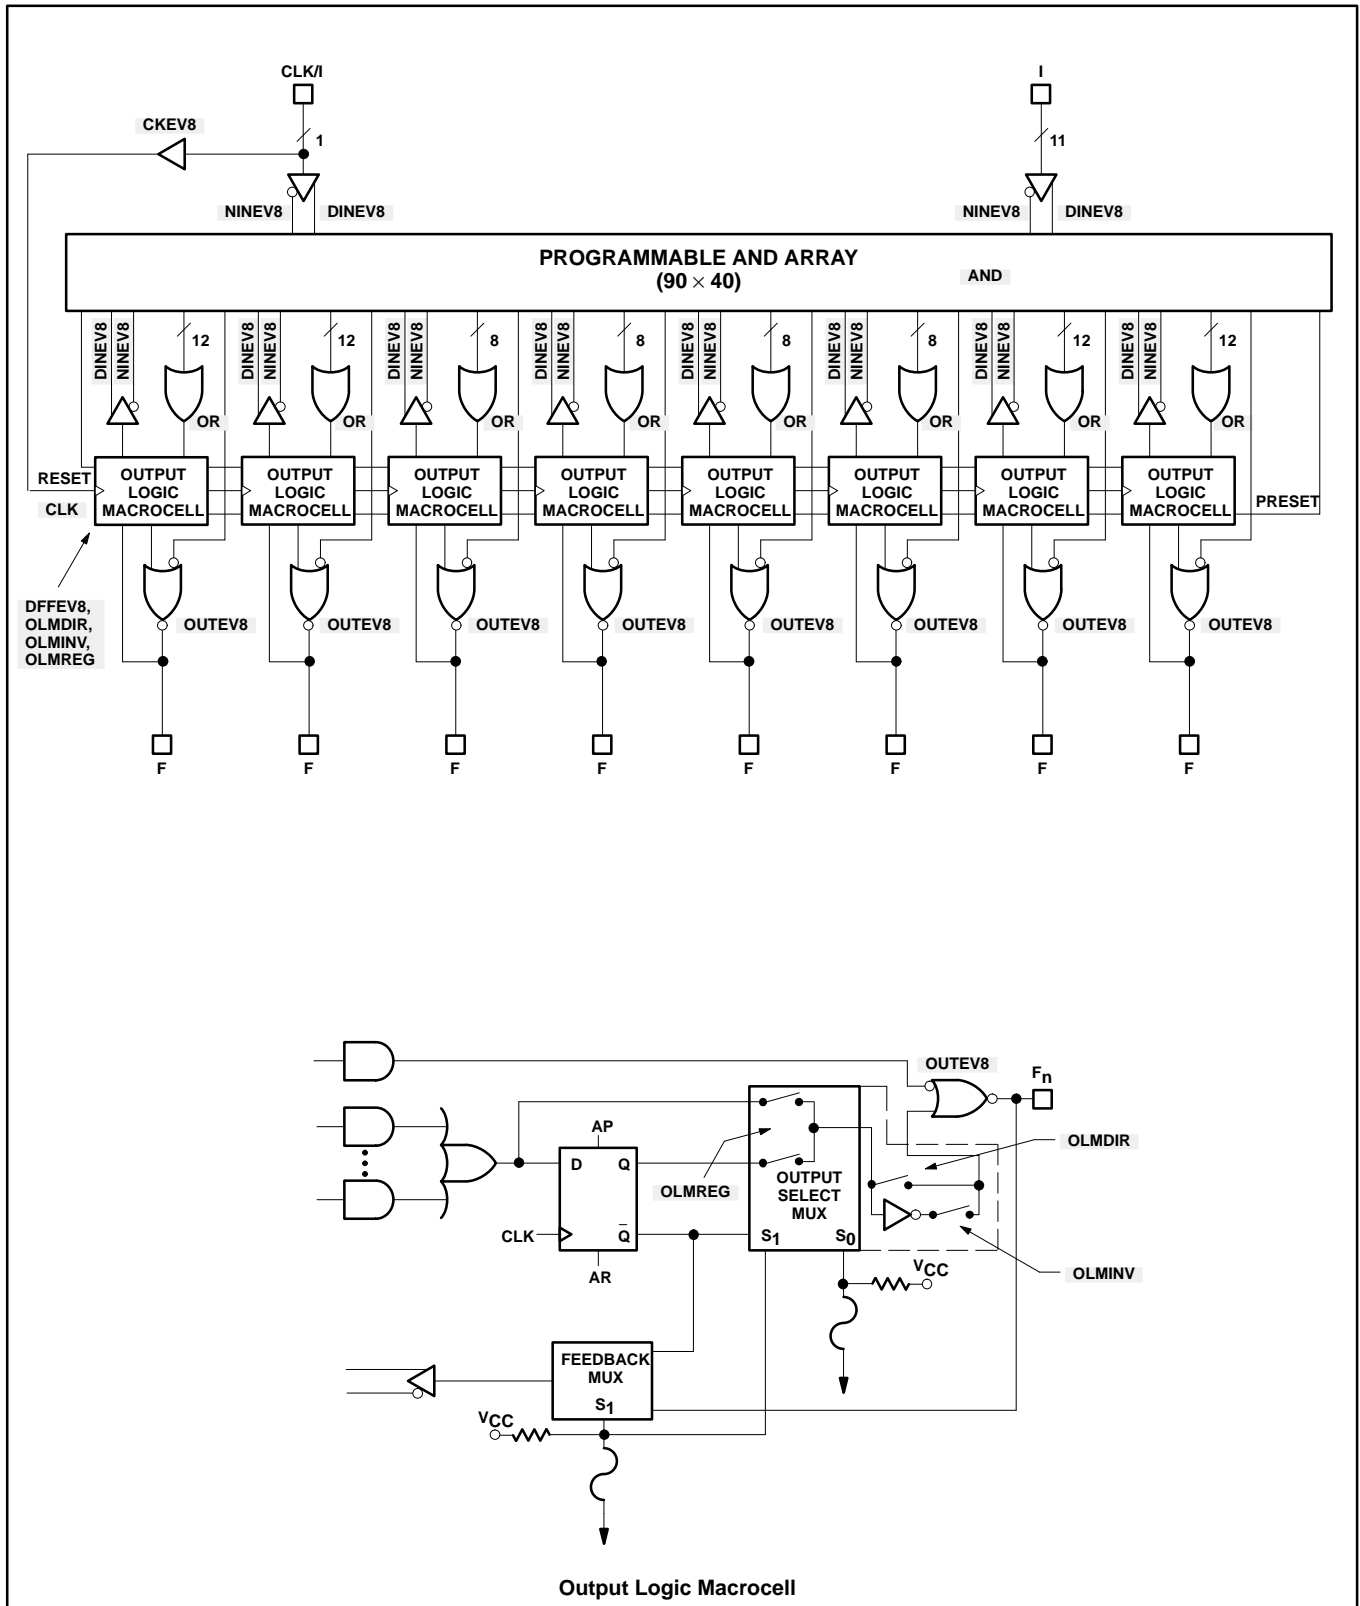 CLK/I
I
CKEV8
1
11
NINEV8 DINEV8
NINEV8 DINEV8
PROGRAMMABLE AND ARRAY
(90 × 40)
AND
DINEV8 NINEV8 12 DINEV8 NINEV8 12 DINEV8 NINEV8 8 DINEV8 NINEV8 8 DINEV8 NINEV8 8 DINEV8 NINEV8 8 DINEV8 NINEV8 12 DINEV8 NINEV8 12
OR OR OR OR OR OR OR OR
OUTPUT OUTPUT OUTPUT OUTPUT OUTPUT OUTPUT OUTPUT OUTPUT
RESET LOGIC LOGIC LOGIC LOGIC LOGIC LOGIC LOGIC LOGIC
CLK MACROCELL MACROCELL MACROCELL MACROCELL MACROCELL MACROCELL MACROCELL MACROCELL PRESET
DFFEV8,
OLMDIR,
OLMINV,
OLMREG
OUTEV8 OUTEV8 OUTEV8 OUTEV8 OUTEV8 OUTEV8 OUTEV8 OUTEV8
F F F F F F F F
OUTEV8
Fn
AP
OLMDIR
D Q
OLMREG
OUTPUT
SELECT
MUX
CLK
Q̅
S1 S0
AR
VCC
OLMINV
FEEDBACK
MUX
S1
VCC
Output Logic Macrocell